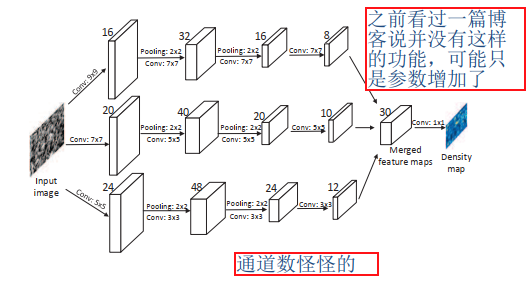 之前看过一篇博
客说并没有这样
的功能，可能只
是参数增加了
16
32
16
8
Conv: 9x9
Pooling: 2x2
Conv: 7x7
Pooling: 2x2
Conv: 7x7
Conv: 7x7
20
40
20
10
30
Conv: 7x7
Pooling: 2x2
Conv: 5x5
Pooling: 2x2
Conv: 5x5
Conv: 5x5
Conv: 1x1
Input
image
Merged
feature maps
Density
map
24
48
24
12
Conv: 5x5
Pooling: 2x2
Conv: 3x3
Pooling: 2x2
Conv: 3x3
Conv: 3x3
通道数怪怪的